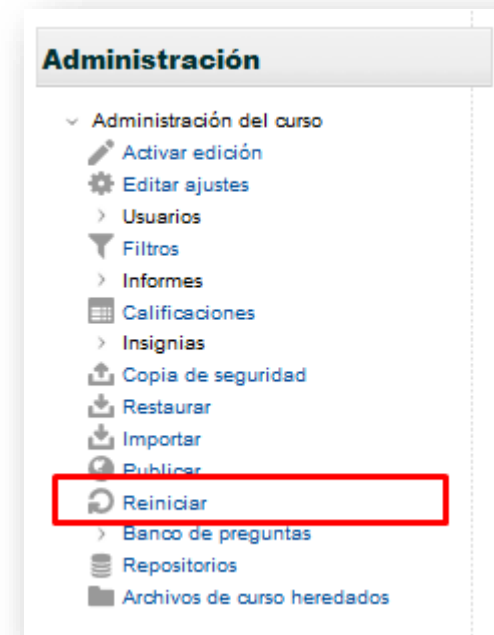 Administración
Administración del curso
Activar edición
Editar ajustes
Usuarios
Filtros
Informes
Calificaciones
Insignias
Copia de seguridad
Restaurar
Importar
Publicar
Reiniciar
Banco de preguntas
Repositorios
Archivos de curso heredados